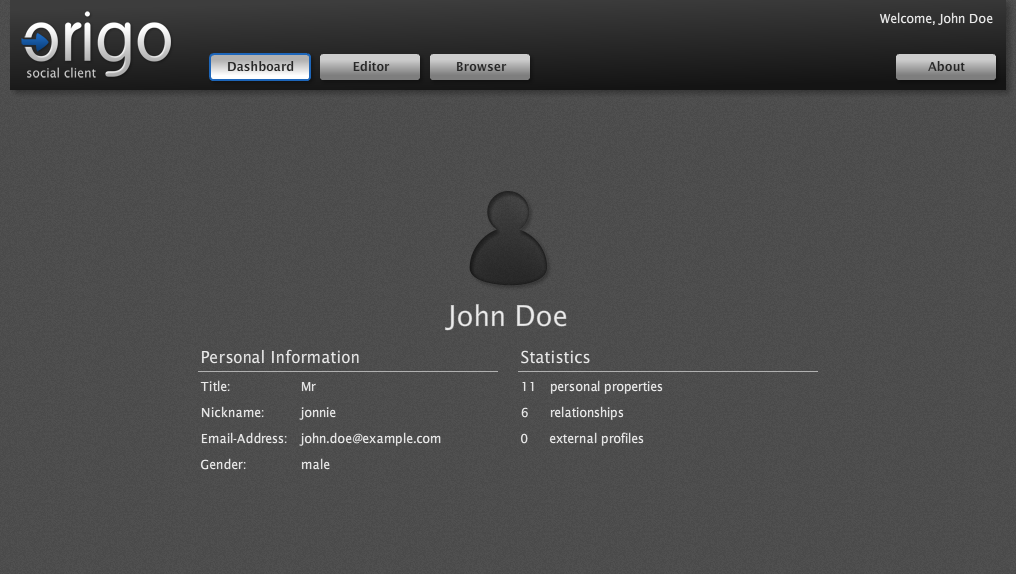 Welcome, John Doe
origo
social client
Dashboard Editor Browser About
John Doe
Personal Information
Title: Mr
Nickname: jonnie
Email-Address: john.doe@example.com
Gender: male
Statistics
11 personal properties
6 relationships
0 external profiles